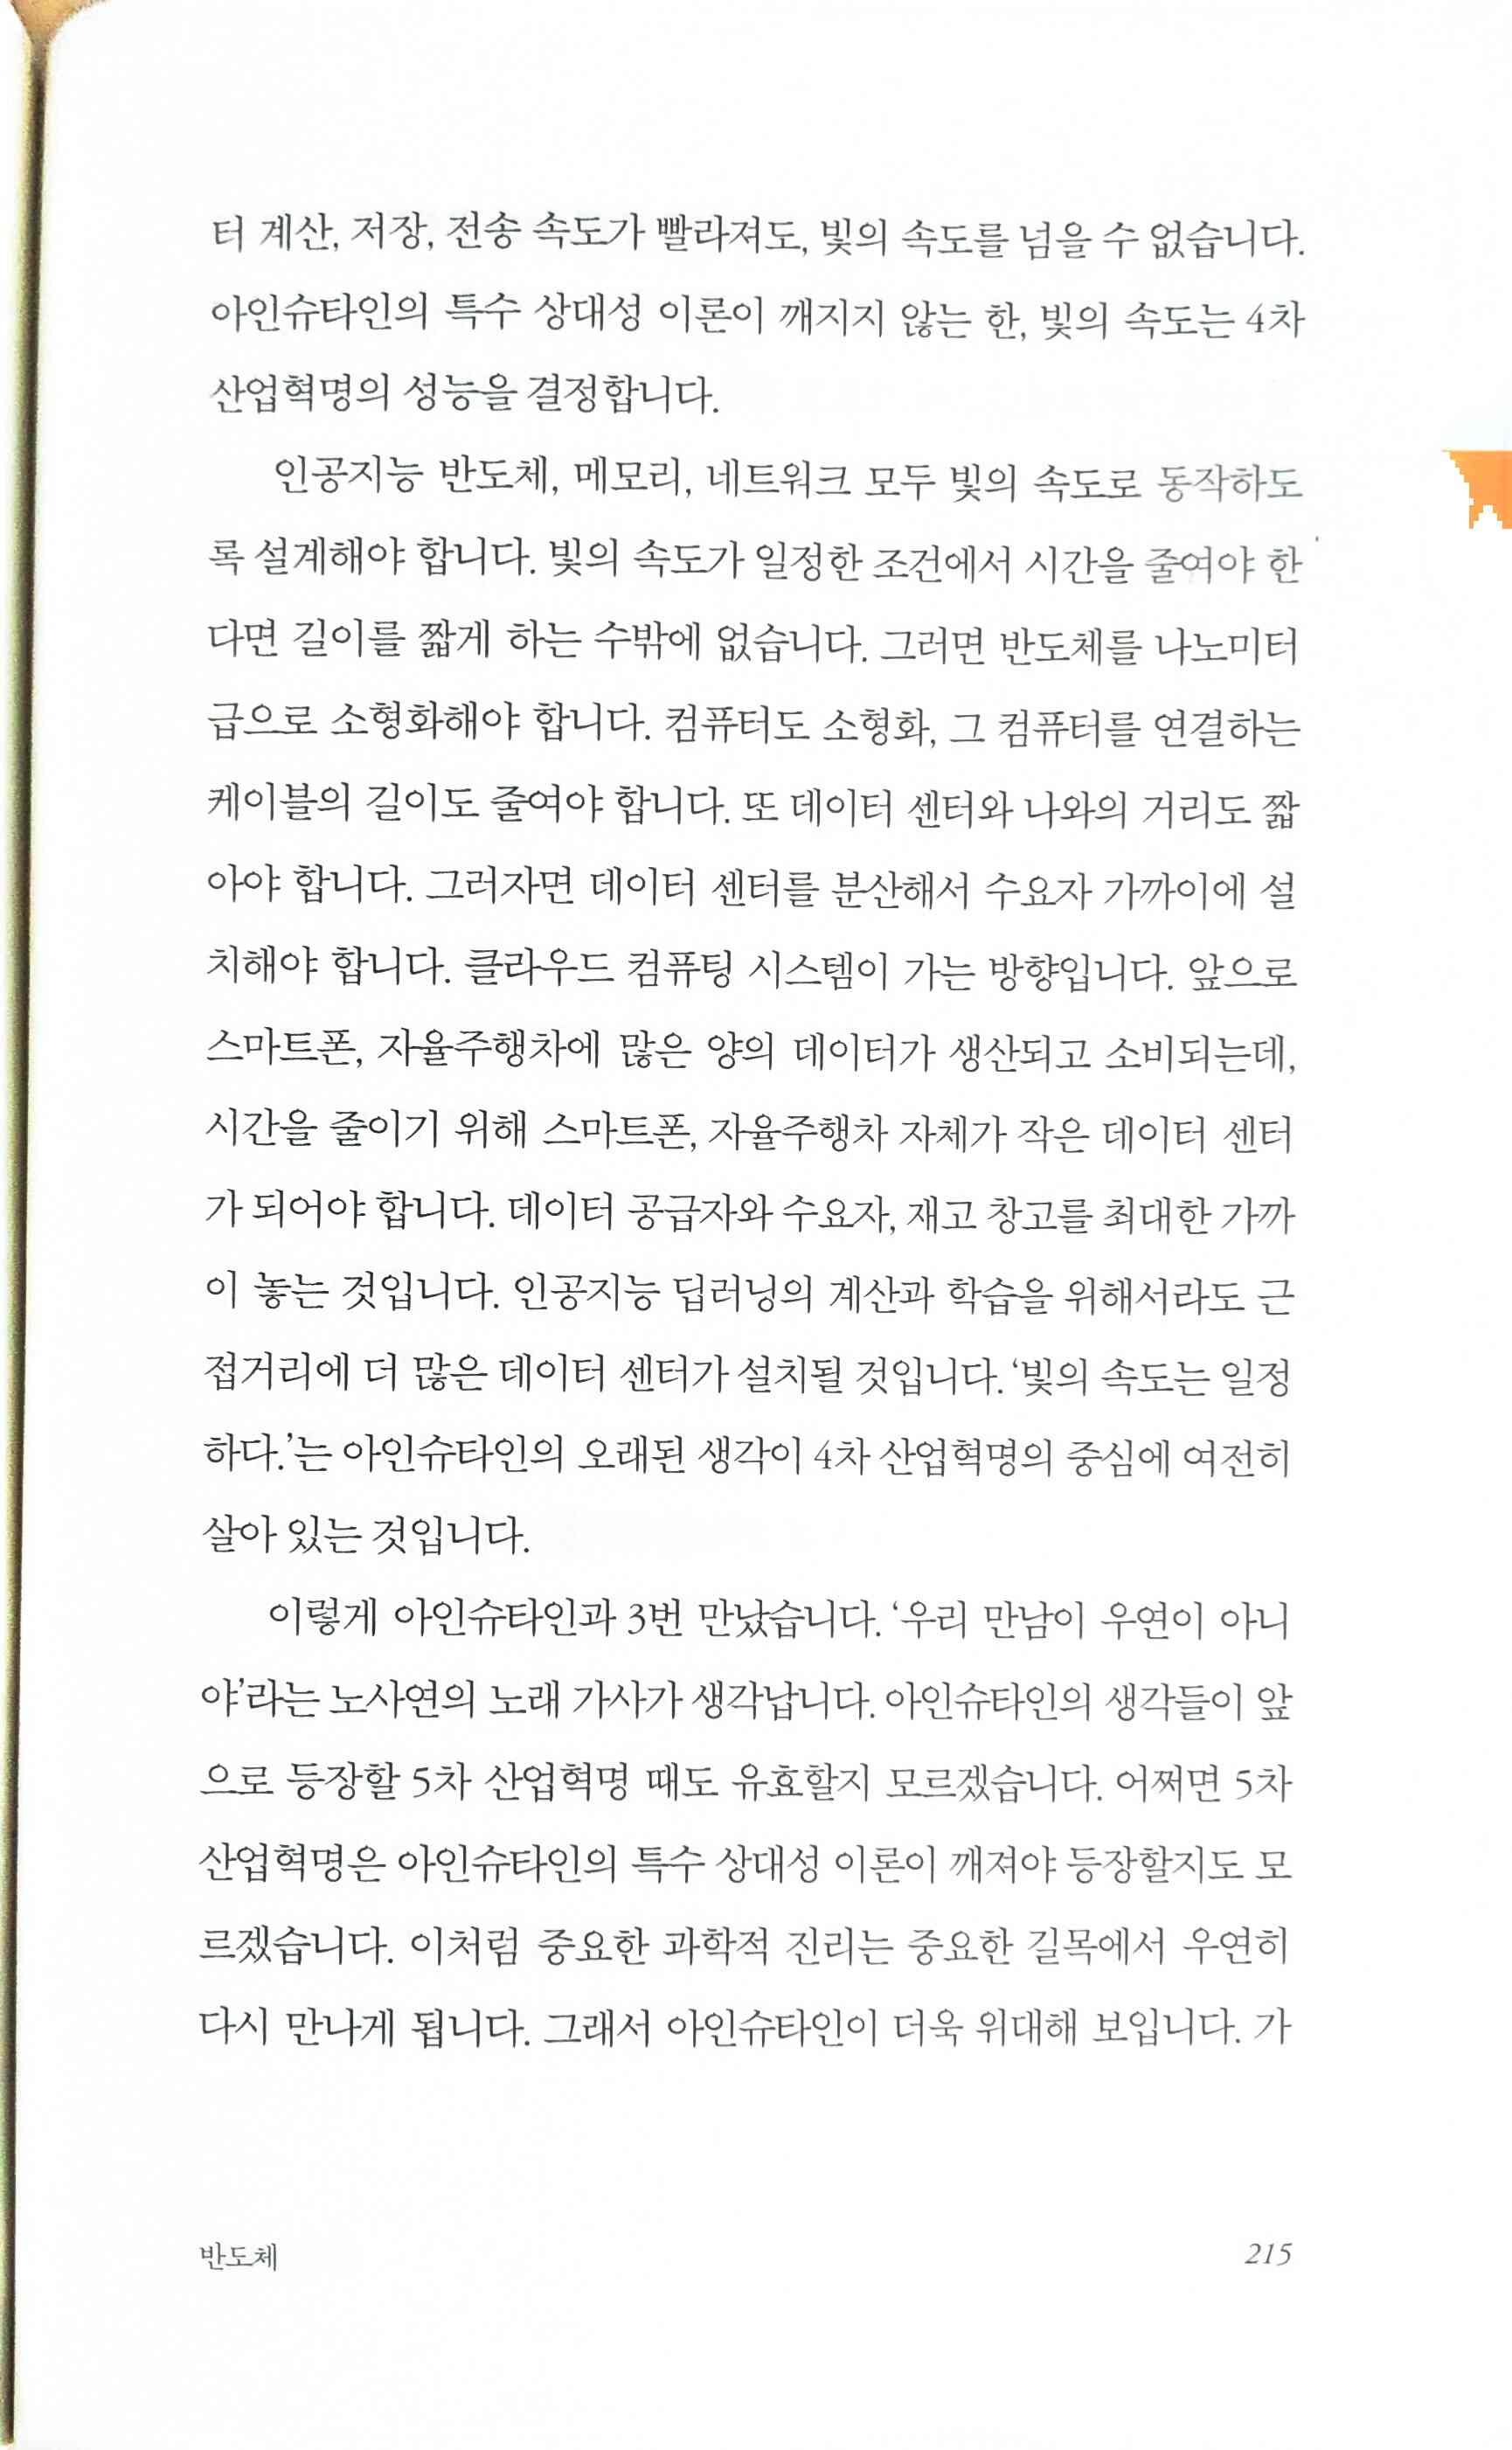 터 계산, 저장, 전송 속도가 빨라져도, 빛의 속도를 넘을 수 없습니다.
아인슈타인의 특수 상대성 이론이 깨지지 않는 한, 빛의 속도는 4차
산업혁명의 성능을 결정합니다.
인공지능 반도체, 메모리, 네트워크 모두 빛의 속도로 동작하도
록 설계해야 합니다. 빛의 속도가 일정한 조건에서 시간을 줄여야 한
다면 길이를 짧게 하는 수밖에 없습니다. 그러면 반도체를 나노미터
급으로 소형화해야 합니다. 컴퓨터도 소형화, 그 컴퓨터를 연결하는
케이블의 길이도 줄여야 합니다. 또 데이터 센터와 나와의 거리도 짧
아야 합니다. 그러자면 데이터 센터를 분산해서 수요자 가까이에 설
치해야 합니다. 클라우드 컴퓨팅 시스템이 가는 방향입니다. 앞으로
스마트폰, 자율주행차에 많은 양의 데이터가 생산되고 소비되는데,
시간을 줄이기 위해 스마트폰, 자율주행차 자체가 작은 데이터 센터
가 되어야 합니다. 데이터 공급자와 수요자, 재고 창고를 최대한 가까
이 놓는 것입니다. 인공지능 딥러닝의 계산과 학습을 위해서라도 근
접거리에 더 많은 데이터 센터가 설치될 것입니다. ‘빛의 속도는 일정
하다.’는 아인슈타인의 오래된 생각이 4차 산업혁명의 중심에 여전히
살아 있는 것입니다.
이렇게 아인슈타인과 3번 만났습니다. ‘우리 만남이 우연이 아니
야’라는 노사연의 노래 가사가 생각납니다. 아인슈타인의 생각들이 앞
으로 등장할 5차 산업혁명 때도 유효할지 모르겠습니다. 어쩌면 5차
산업혁명은 아인슈타인의 특수 상대성 이론이 깨져야 등장할지도 모
르겠습니다. 이처럼 중요한 과학적 진리는 중요한 길목에서 우연히
다시 만나게 됩니다. 그래서 아인슈타인이 더욱 위대해 보입니다. 가
반도체
215